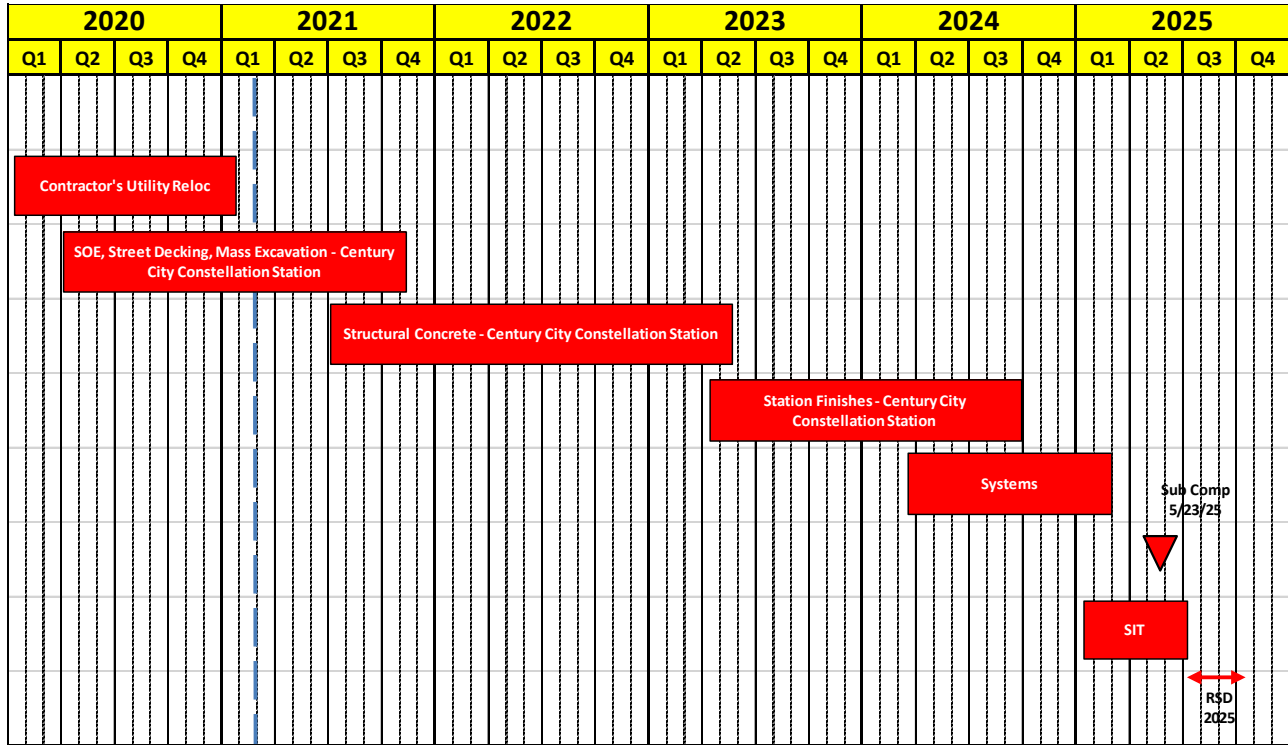 2020 2021 2022 2023 2024 2025
Q1 Q2 Q3 Q4 Q1 Q2 Q3 Q4 Q1 Q2 Q3 Q4 Q1 Q2 Q3 Q4 Q1 Q2 Q3 Q4 Q1 Q2 Q3 Q4
Contractor's Utility Reloc
SOE, Street Decking, Mass Excavation - Century
City Constellation Station
Structural Concrete - Century City Constellation Station
Station Finishes - Century City
Constellation Station
Systems
Sub Comp
5/23/25
SIT
RSD
2025